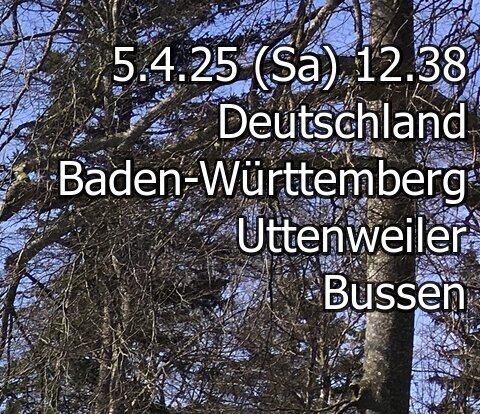 5.4.25 (Sa) 12.38
Deutschland
Baden-Württemberg
Uttenweiler
Bussen